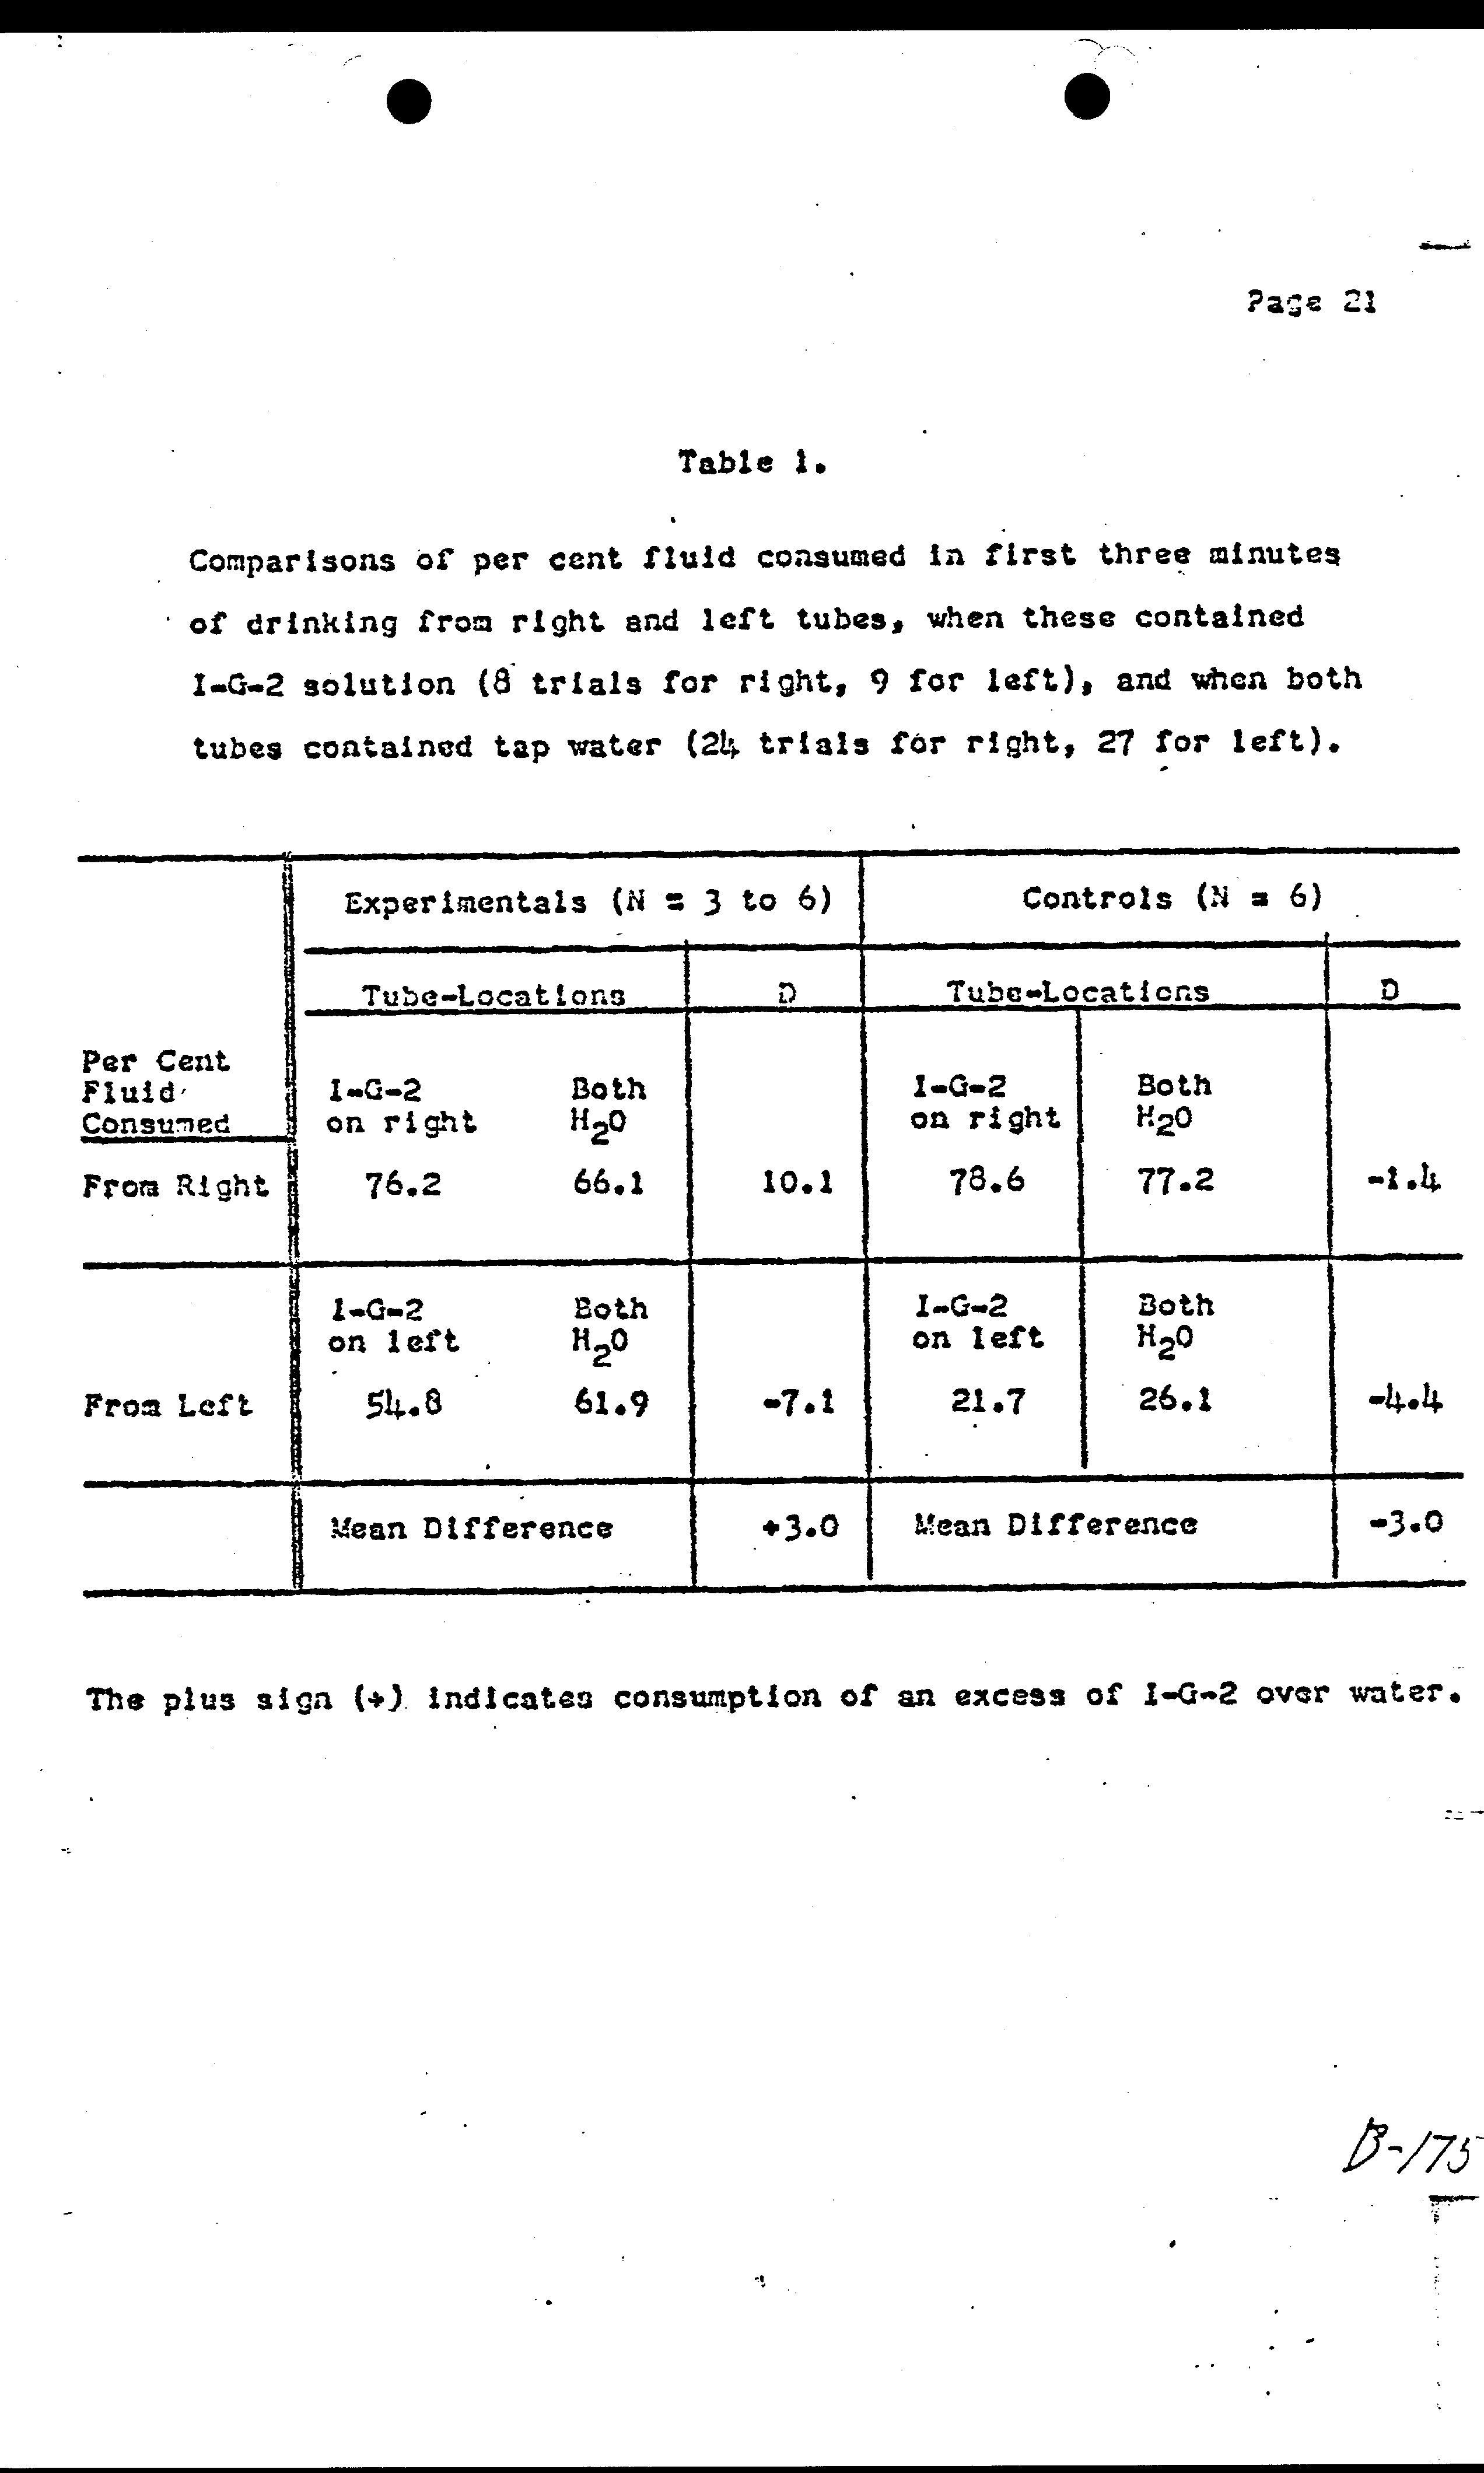 Page 21
Table 1.
Comparisons of per cent fluid consumed in first three minutes
of drinking from right and left tubes, when these contained
I-G-2 solution (8 trials for right, 9 for left), and when both
tubes contained tap water (24 trials for right, 27 for left).
Experimentals (N = 3 to 6) Controls (N = 6)
Tube-Locations D Tube-Locations D
Per Cent
Fluid
Consumed
I-G-2 Both I-G-2 Both
on right H2O on right H2O
From Right 76.2 66.1 10.1 78.6 77.2 -1.4
I-G-2 Both I-G-2 Both
on left H2O on left H2O
From Left 54.8 61.9 -7.1 21.7 26.1 -4.4
Mean Difference +3.0 Mean Difference -3.0
The plus sign (+) indicates consumption of an excess of I-G-2 over water.
B-175